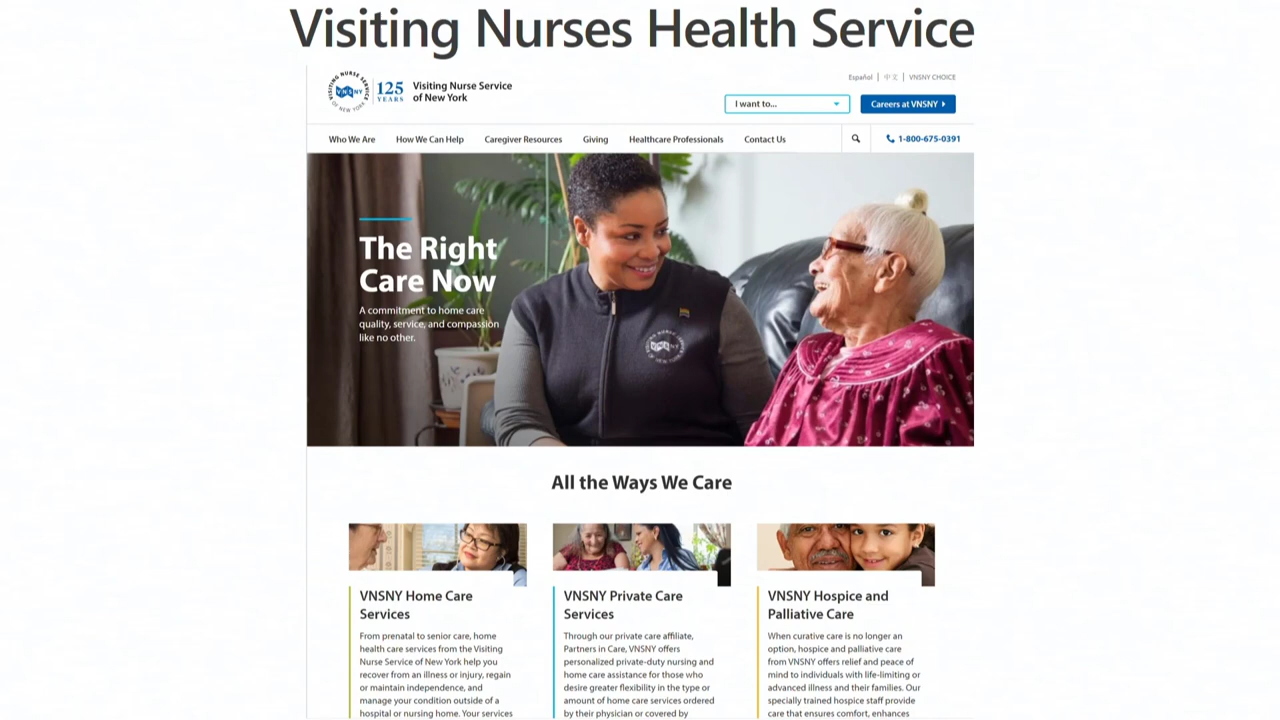 Visiting Nurses Health Service
VISITING NURSE SERVICE
VNSNY
OF NEW YORK
125
YEARS
Visiting Nurse Service
of New York
Español | 中文 | VNSNY CHOICE
I want to...
Careers at VNSNY
Who We Are How We Can Help Caregiver Resources Giving Healthcare Professionals Contact Us
1-800-675-0391
The Right
Care Now
A commitment to home care
quality, service, and compassion
like no other.
VNSNY
All the Ways We Care
VNSNY Home Care
Services
From prenatal to senior care, home
health care services from the Visiting
Nurse Service of New York help you
recover from an illness or injury, regain
or maintain independence, and
manage your condition outside of a
hospital or nursing home. Your services
VNSNY Private Care
Services
Through our private care affiliate,
Partners in Care, VNSNY offers
personalized private-duty nursing and
home care assistance for those who
desire greater flexibility in the type or
amount of home care services ordered
by their physician or covered by
VNSNY Hospice and
Palliative Care
When curative care is no longer an
option, hospice and palliative care
from VNSNY offers relief and peace of
mind to individuals with life-limiting or
advanced illness and their families. Our
specially trained hospice staff provide
care that ensures comfort, enhances